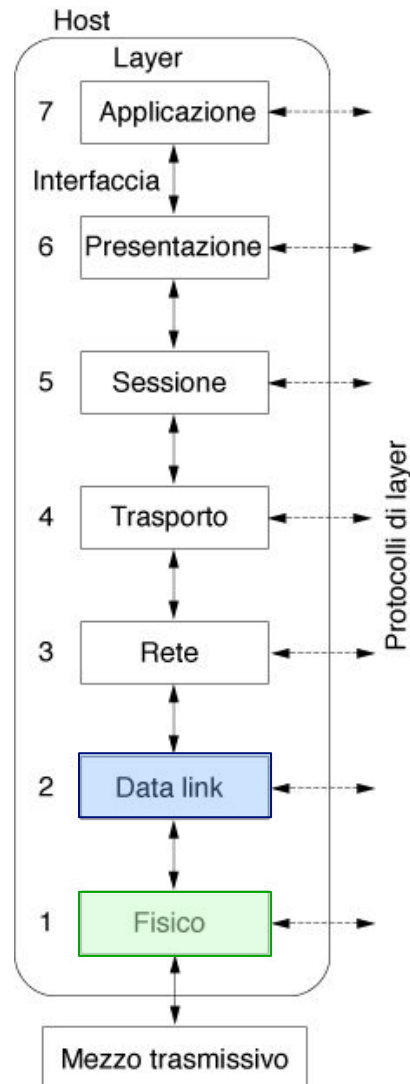 Host
Layer
7 Applicazione
Interfaccia
6 Presentazione
5 Sessione
4 Trasporto
Protocolli di layer
3 Rete
2 Data link
1 Fisico
Mezzo trasmissivo